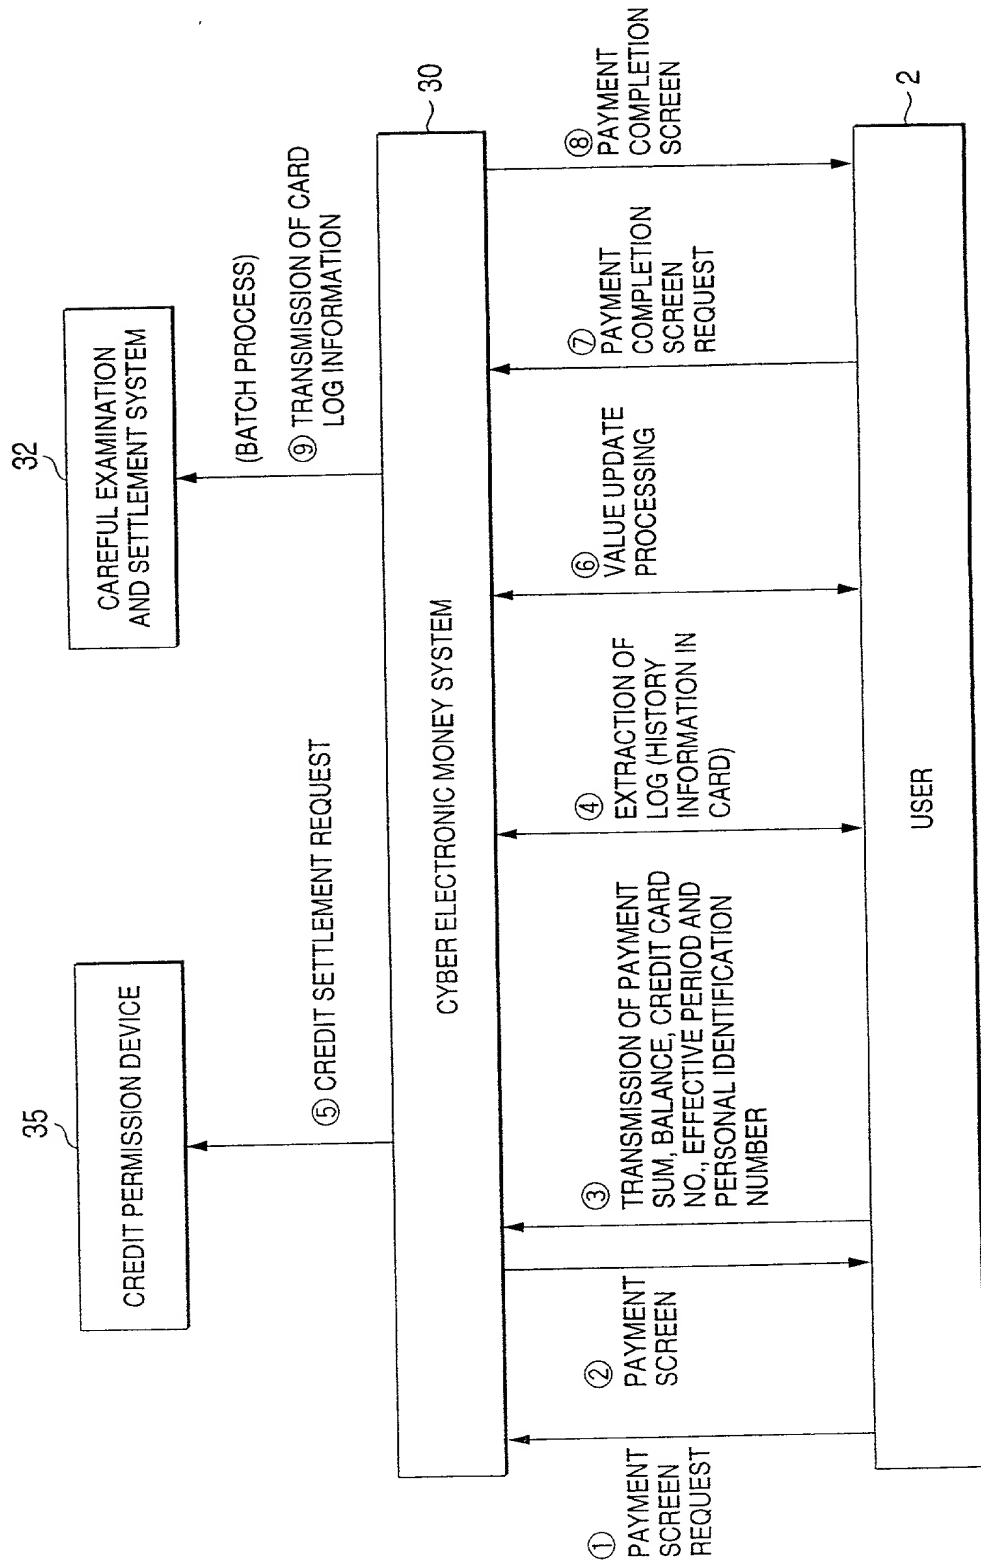 35
CREDIT PERMISSION DEVICE
32
CAREFUL EXAMINATION
AND SETTLEMENT SYSTEM
⑤ CREDIT SETTLEMENT REQUEST
(BATCH PROCESS)
⑨ TRANSMISSION OF CARD
LOG INFORMATION
30
CYBER ELECTRONIC MONEY SYSTEM
①
PAYMENT
SCREEN
REQUEST
②
PAYMENT
SCREEN
③
TRANSMISSION OF PAYMENT
SUM, BALANCE, CREDIT CARD
NO., EFFECTIVE PERIOD AND
PERSONAL IDENTIFICATION
NUMBER
④
EXTRACTION OF
LOG (HISTORY
INFORMATION IN
CARD)
⑥
VALUE UPDATE
PROCESSING
⑦
PAYMENT
COMPLETION
SCREEN
REQUEST
⑧
PAYMENT
COMPLETION
SCREEN
2
USER